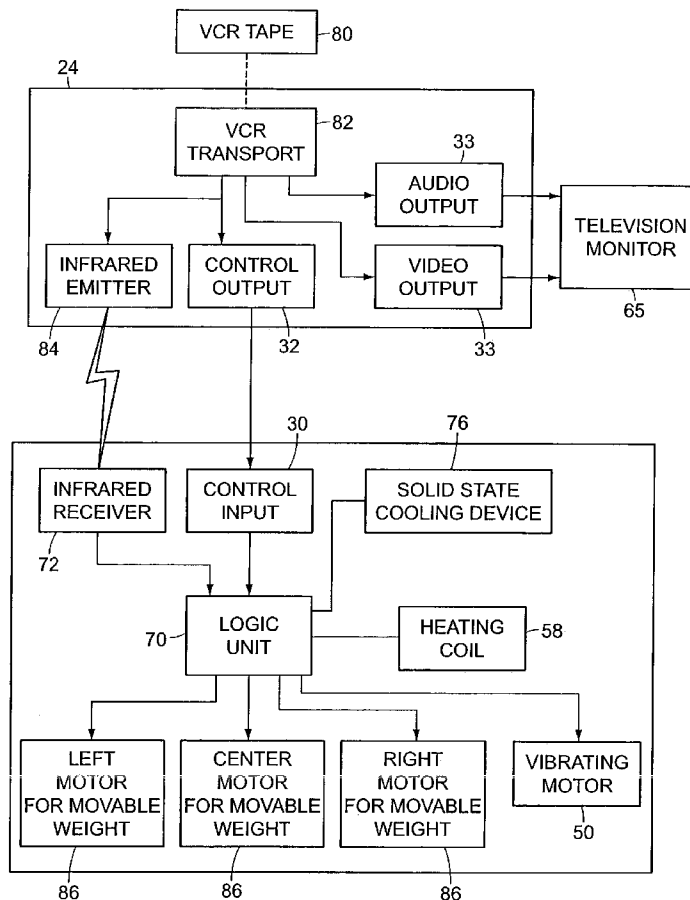 VCR TAPE
80
24
VCR
TRANSPORT
82
33
AUDIO
OUTPUT
TELEVISION
MONITOR
65
INFRARED
EMITTER
84
CONTROL
OUTPUT
32
VIDEO
OUTPUT
33
30
76
INFRARED
RECEIVER
72
CONTROL
INPUT
SOLID STATE
COOLING DEVICE
70
LOGIC
UNIT
HEATING
COIL
58
LEFT
MOTOR
FOR MOVABLE
WEIGHT
86
CENTER
MOTOR
FOR MOVABLE
WEIGHT
86
RIGHT
MOTOR
FOR MOVABLE
WEIGHT
86
VIBRATING
MOTOR
50